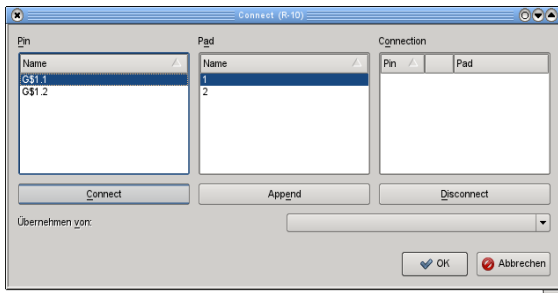 Connect (R-10)
Pin
Pad
Connection
Name
Name
Pin
Pad
G$1.1
1
G$1.2
2
Connect
Append
Disconnect
Übernehmen von:
OK
Abbrechen